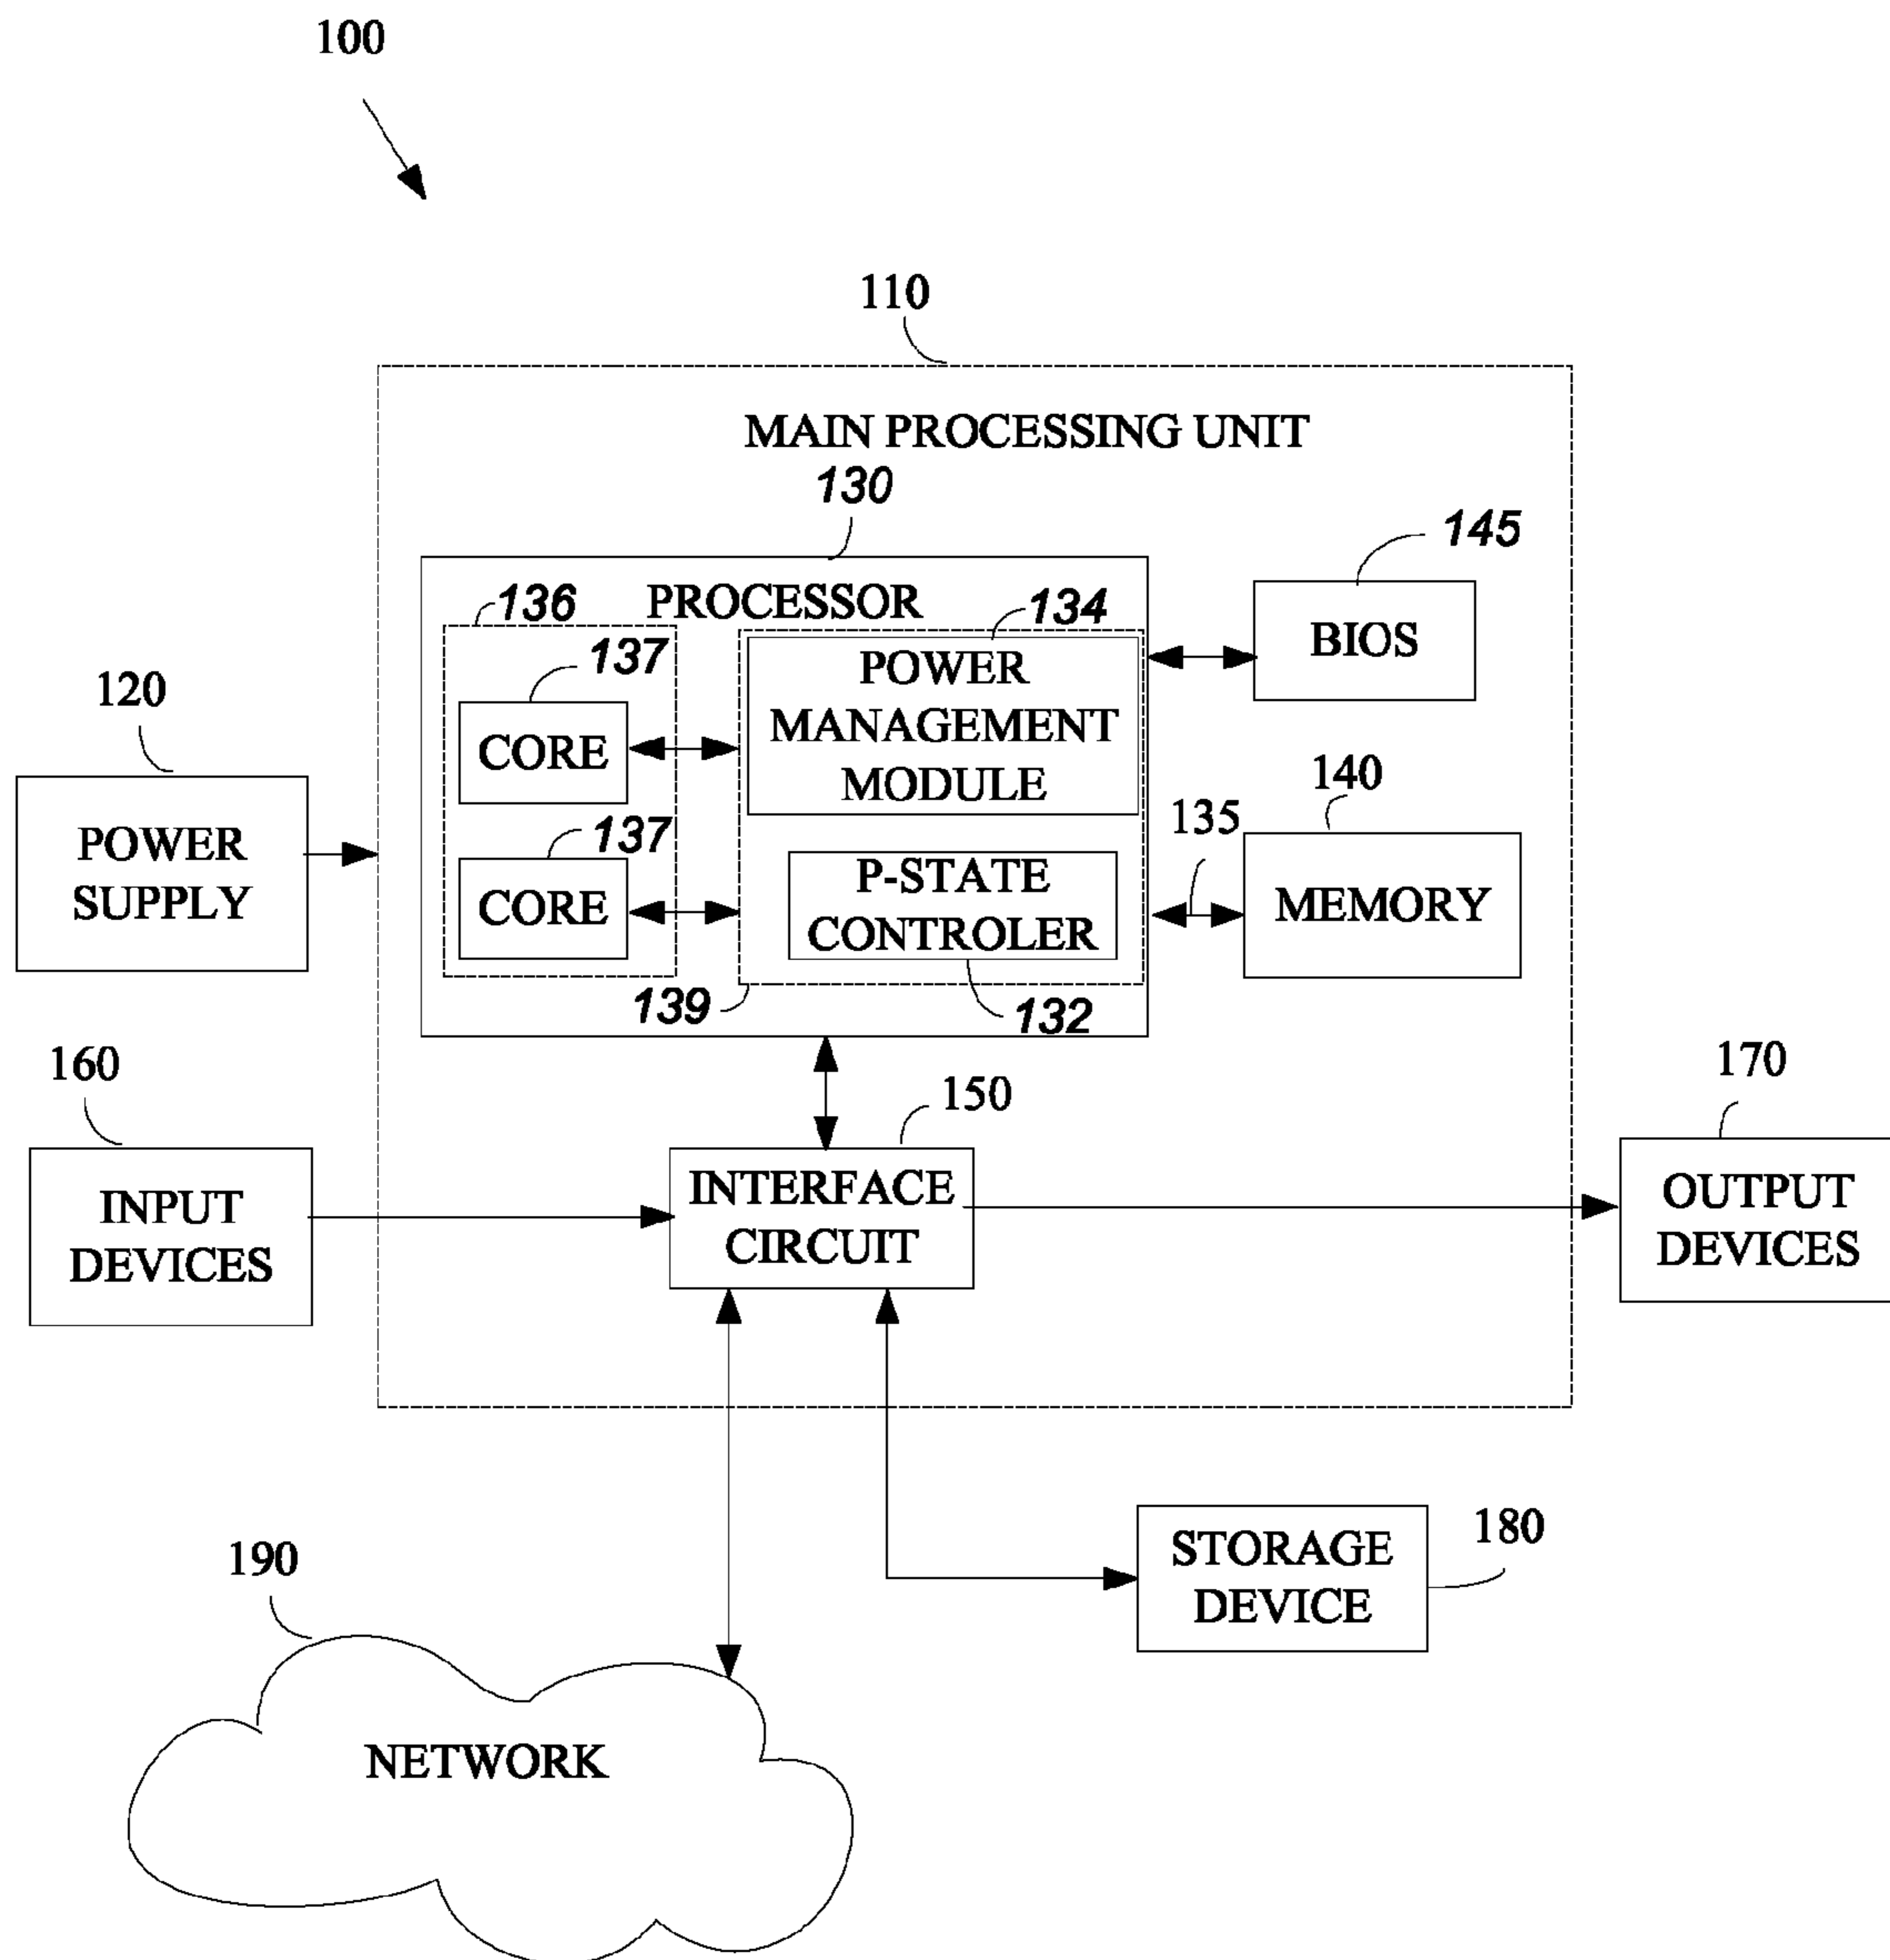 100
110
MAIN PROCESSING UNIT
130
145
136
PROCESSOR
134
BIOS
137
POWER
MANAGEMENT
MODULE
CORE
120
140
135
POWER
SUPPLY
137
P-STATE
CONTROLER
CORE
MEMORY
139
132
160
150
170
INPUT
DEVICES
INTERFACE
CIRCUIT
OUTPUT
DEVICES
180
STORAGE
DEVICE
190
NETWORK